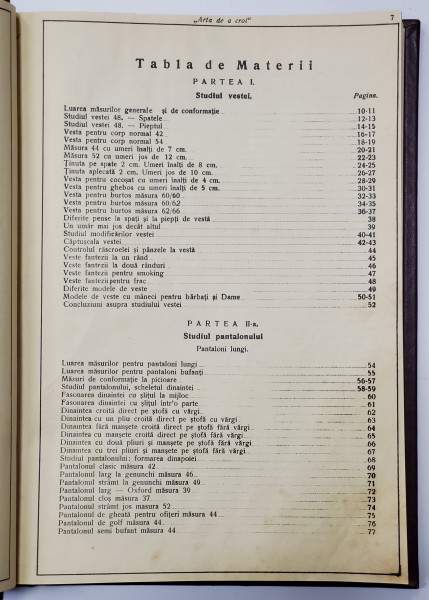 „Arta de a croi“ 7
Tabla de Materii
PARTEA I.
Studiul vestei. Pagina.
Luarea măsurilor generale și de conformație 10-11
Studiul vestei 48. — Spatele 12-13
Studiul vestei 48. — Pieptul 14-15
Vesta pentru corp normal 42 16-17
Vesta pentru corp normal 54 18-19
Măsura 44 cu umeri înalți de 7 cm. 20-21
Măsura 52 cu umeri jos de 12 cm. 22-23
Ținuta pe spate 2 cm. Umeri înalți de 8 cm. 24-25
Ținuta aplecată 2 cm. Umeri jos de 10 cm. 26-27
Vesta pentru cocoșat cu umeri înalți de 4 cm. 28-29
Vesta pentru ghebos cu umeri înalți de 5 cm. 30-31
Vesta pentru burtos măsura 60/60 32-33
Vesta pentru burtos măsura 60/62 34-35
Vesta pentru burtos măsura 62/66 36-37
Diferite pense la spați și la piepți de vestă 38
Un umăr mai jos decât altul 39
Studiul modificărilor vestei 40-41
Căptușcala vestei 42-43
Controlul răscroelei și pânzele la vestă 44
Veste fantezii la un rând 45
Veste fantezii la două rânduri 46
Veste fantezii pentru smoking 47
Veste fantezii pentru frac 48
Diferite modele de veste 49
Modele de veste cu mâneci pentru bărbați și Dame 50-51
Concluziuni asupra studiului vestei 52
PARTEA II-a.
Studiul pantalonului
Pantaloni lungi.
Luarea măsurilor pentru pantaloni lungi 54
Luarea măsurilor pentru pantaloni bufanți 55
Măsuri de conformație la picioare 56-57
Studiul pantalonului, scheletul dinaintei 58-59
Fasonarea dinaintei cu șlițul la mijloc 60
Fasonarea dinaintei cu șlițul într'o parte 61
Dinaintea croită direct pe ștofă cu vărgi 62
Dinaintea cu un pliu croită direct pe ștofă cu vărgi 63
Dinaintea fără manșete croită direct pe ștofă fără vărgi 64
Dinaintea cu manșete croită direct pe ștofă fără vărgi 65
Dinaintea cu două pliuri și manșete pe ștofă fără vărgi 66
Dinaintea cu trei pliuri și manșete pe ștofă fără vărgi 67
Studiul pantalonului: formarea dinapoei 68
Pantalonul clasic măsura 42 69
Pantalonul larg la genunchi măsura 46 70
Pantalonul strâmt la genunchi măsura 49 71
Pantalonul larg — Oxford măsura 39 72
Pantalonul cloș măsura 37 73
Pantalonul strâmt jos masura 52 74
Pantalonul de gheată pentru ofițeri măsura 44 75
Pantalonul de golf măsura 44 76
Pantalonul semi bufant măsura 44 77